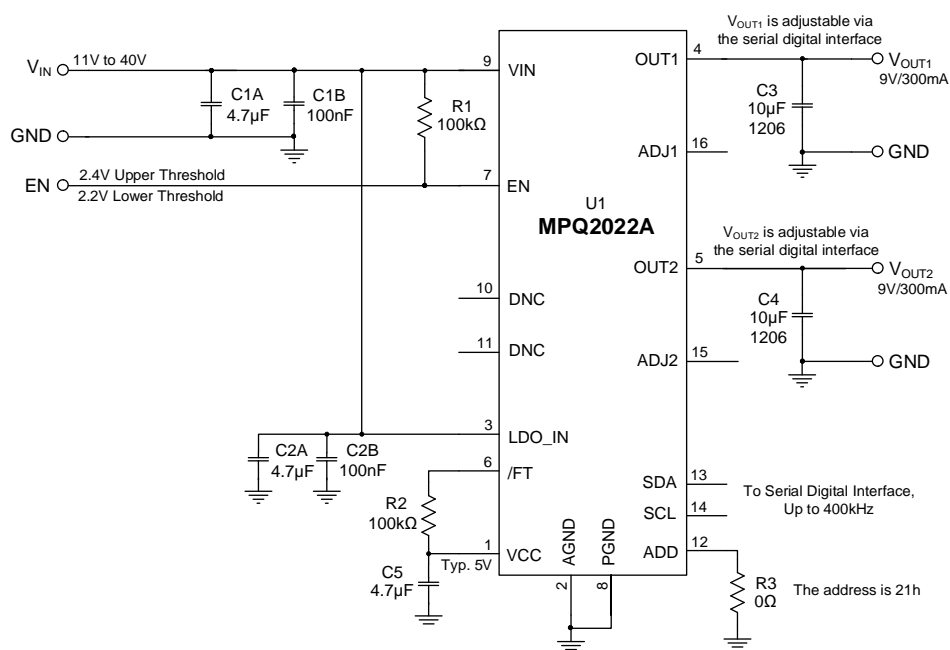 VIN
11V to 40V
C1A
4.7µF
C1B
100nF
R1
100kΩ
GND
EN
2.4V Upper Threshold
2.2V Lower Threshold
9
VIN
7
EN
10
DNC
11
DNC
3
LDO_IN
C2A
4.7µF
C2B
100nF
6
/FT
R2
100kΩ
1
VCC
Typ. 5V
C5
4.7µF
U1
MPQ2022A
AGND
2
PGND
8
OUT1
4
VOUT1 is adjustable via
the serial digital interface
VOUT1
9V/300mA
C3
10µF
1206
GND
ADJ1
16
VOUT2 is adjustable via
the serial digital interface
OUT2
5
VOUT2
9V/300mA
C4
10µF
1206
GND
ADJ2
15
SDA
13
SCL
14
To Serial Digital Interface,
Up to 400kHz
ADD
12
R3
0Ω
The address is 21h